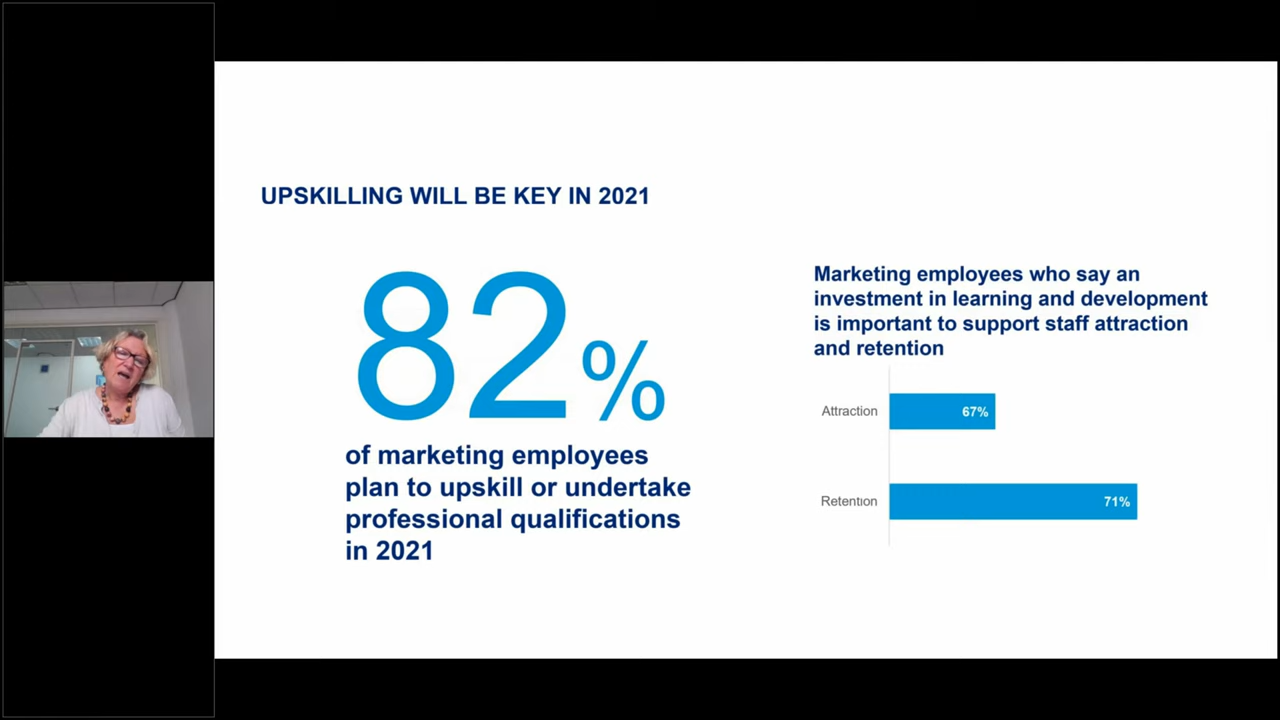 UPSKILLING WILL BE KEY IN 2021
82%
of marketing employees
plan to upskill or undertake
professional qualifications
in 2021
Marketing employees who say an
investment in learning and development
is important to support staff attraction
and retention
Attraction
67%
Retention
71%